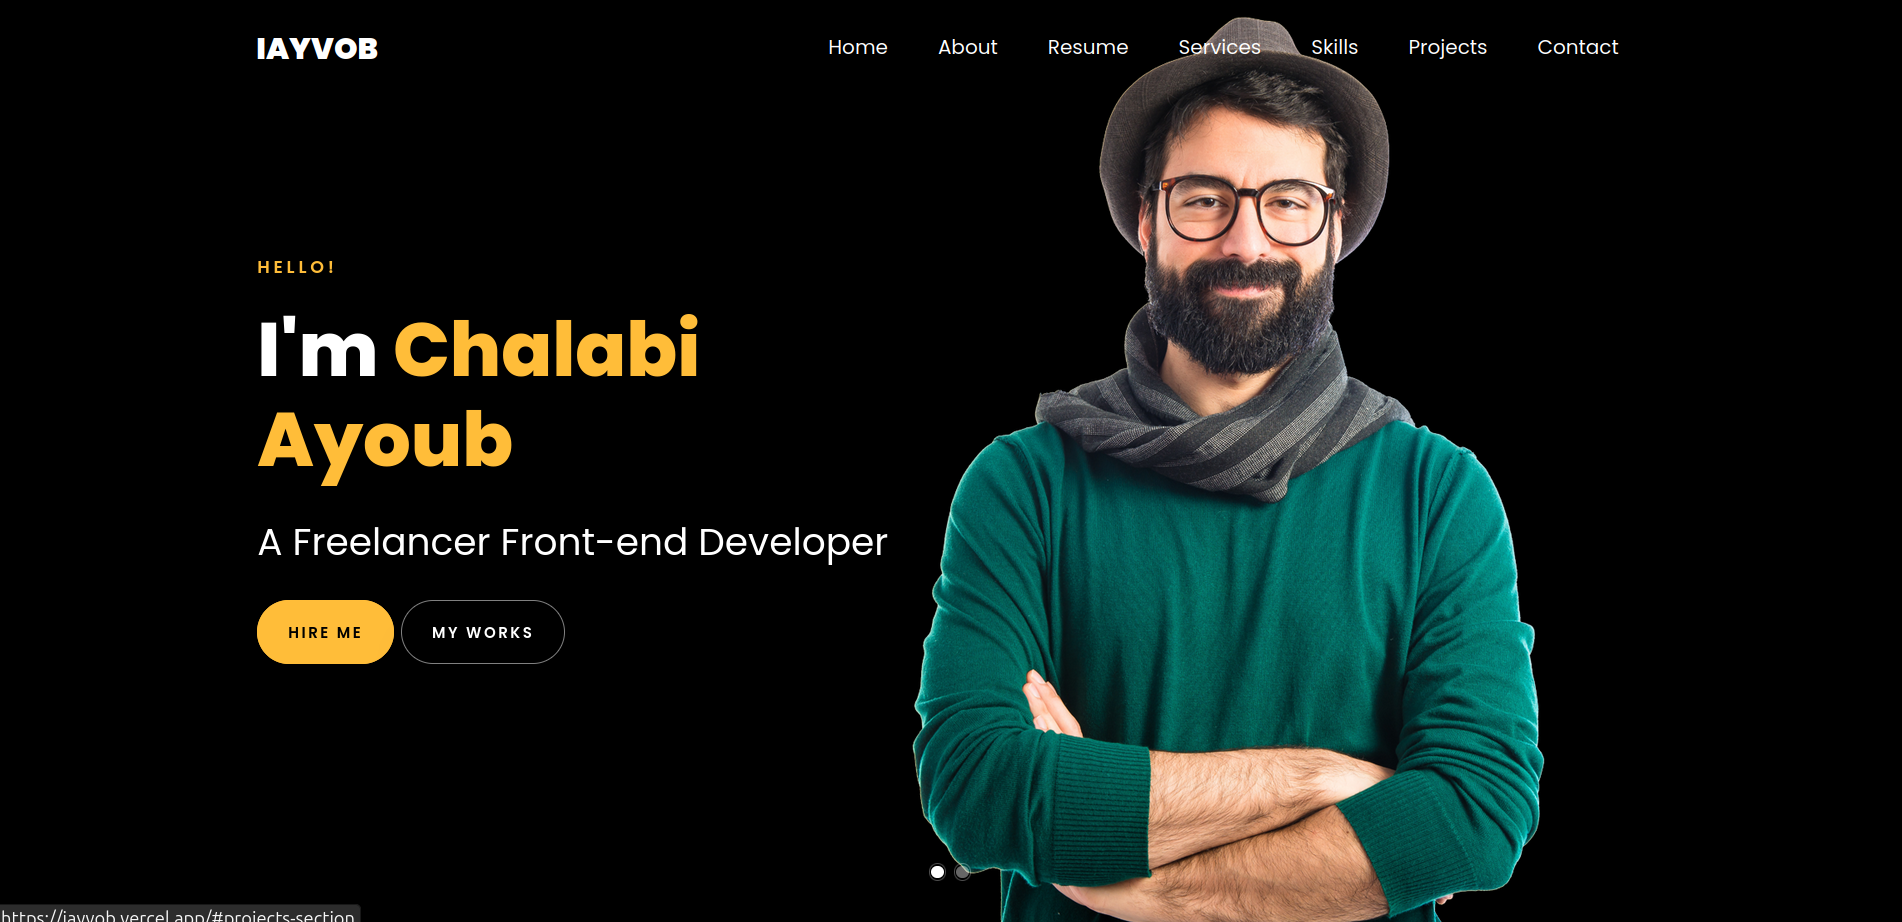 IAYVOB
Home About Resume Services Skills Projects Contact
HELLO!
I'm Chalabi
Ayoub
A Freelancer Front-end Developer
HIRE ME MY WORKS
https://iayvob.vercel.app/#projects-section